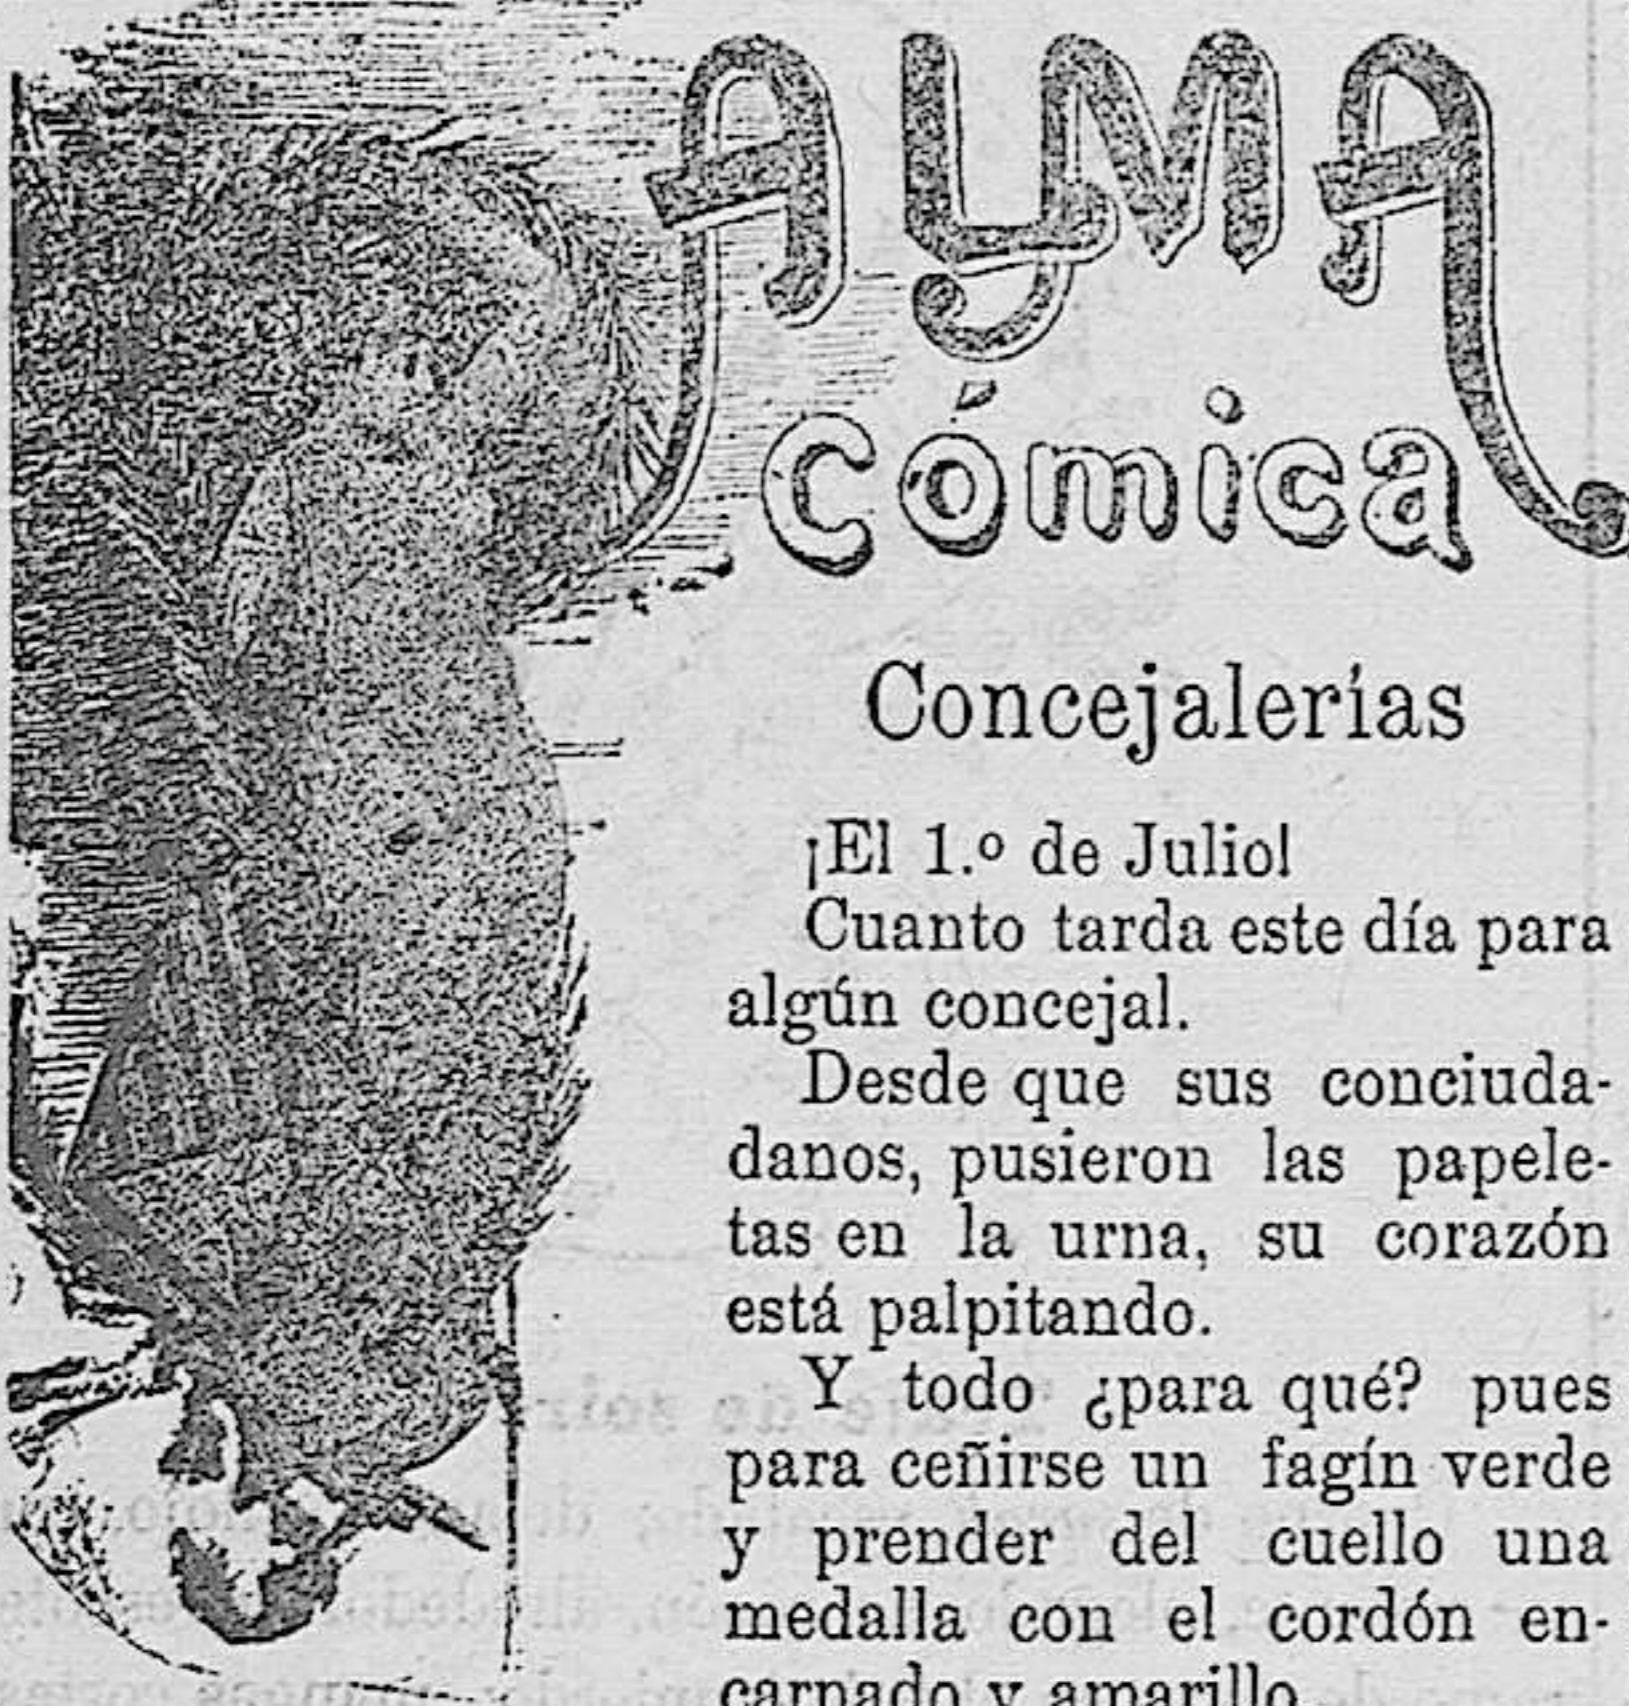 ALMA
cómica
Concejalerías
¡El 1.º de Julio!
Cuanto tarda este día para
algún concejal.
Desde que sus conciuda-
danos, pusieron las papele-
tas en la urna, su corazón
está palpitando.
Y todo ¿para qué? pues
para ceñirse un fagín verde
y prender del cuello una
medalla con el cordón en-
carnado y amarillo.